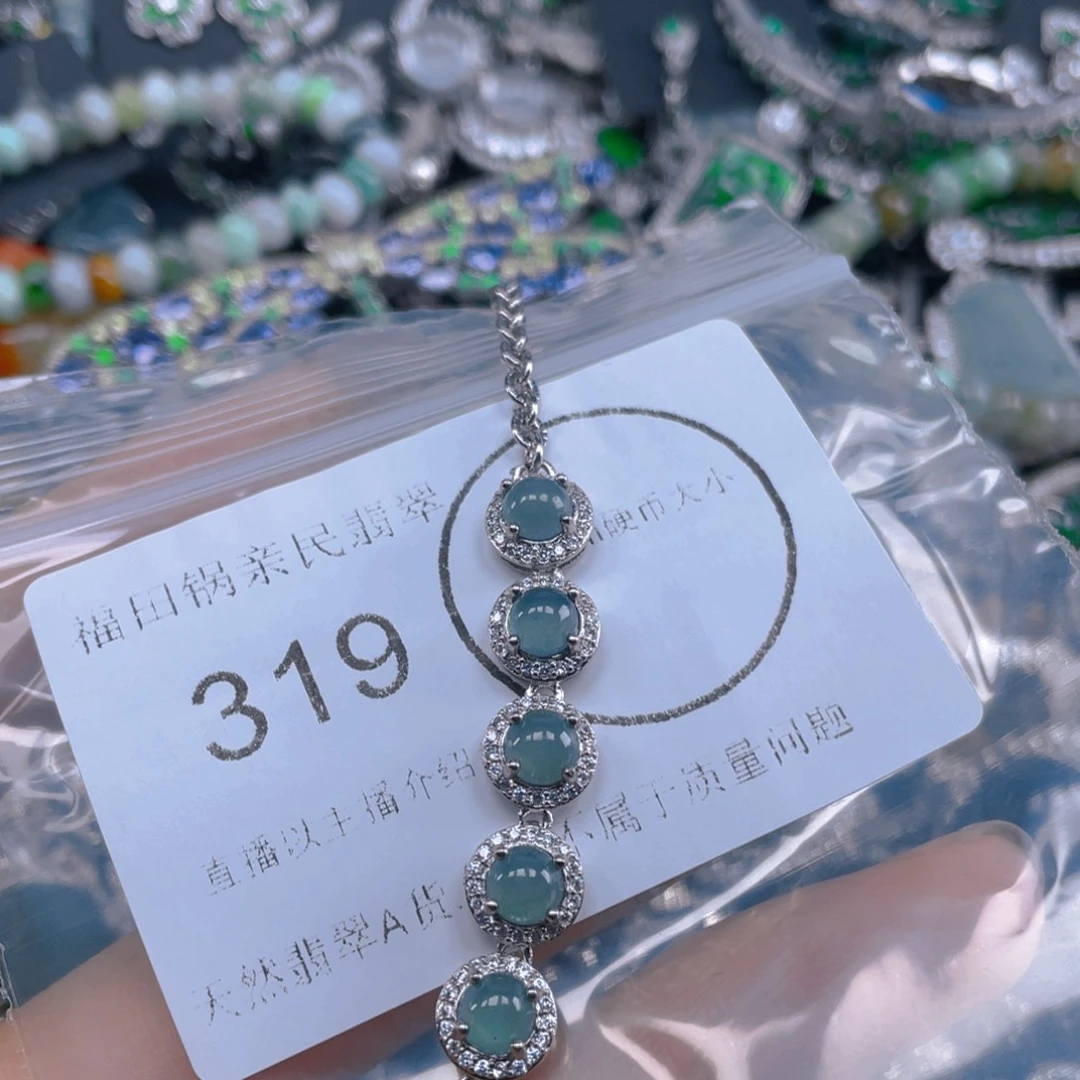 福田锅亲民翡翠
硬币大小
319
直播以主播介绍
不属于质量问题
天然翡翠A货